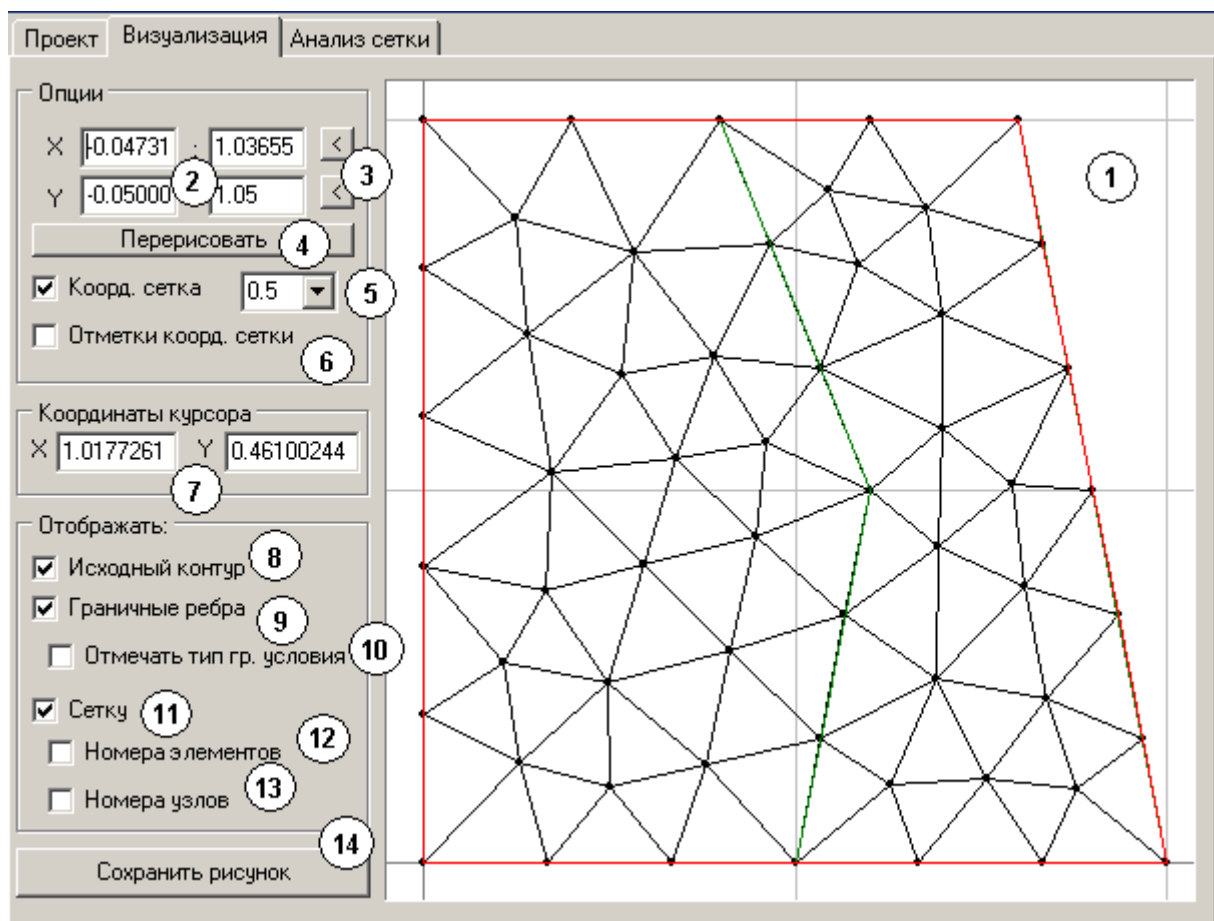 Проект Визуализация Анализ сетки
Опции
X -0.04731 : 1.03655 <
2 3 1
Y -0.05000 1.05 <
Перерисовать 4
Коорд. сетка 0.5 5
Отметки коорд. сетки
6
Координаты курсора
X 1.0177261 Y 0.46100244
7
Отображать:
8
Исходный контур
Граничные ребра
9
Отмечать тип гр. условия 10
Сетку 11
12
Номера элементов
13
Номера узлов
14
Сохранить рисунок